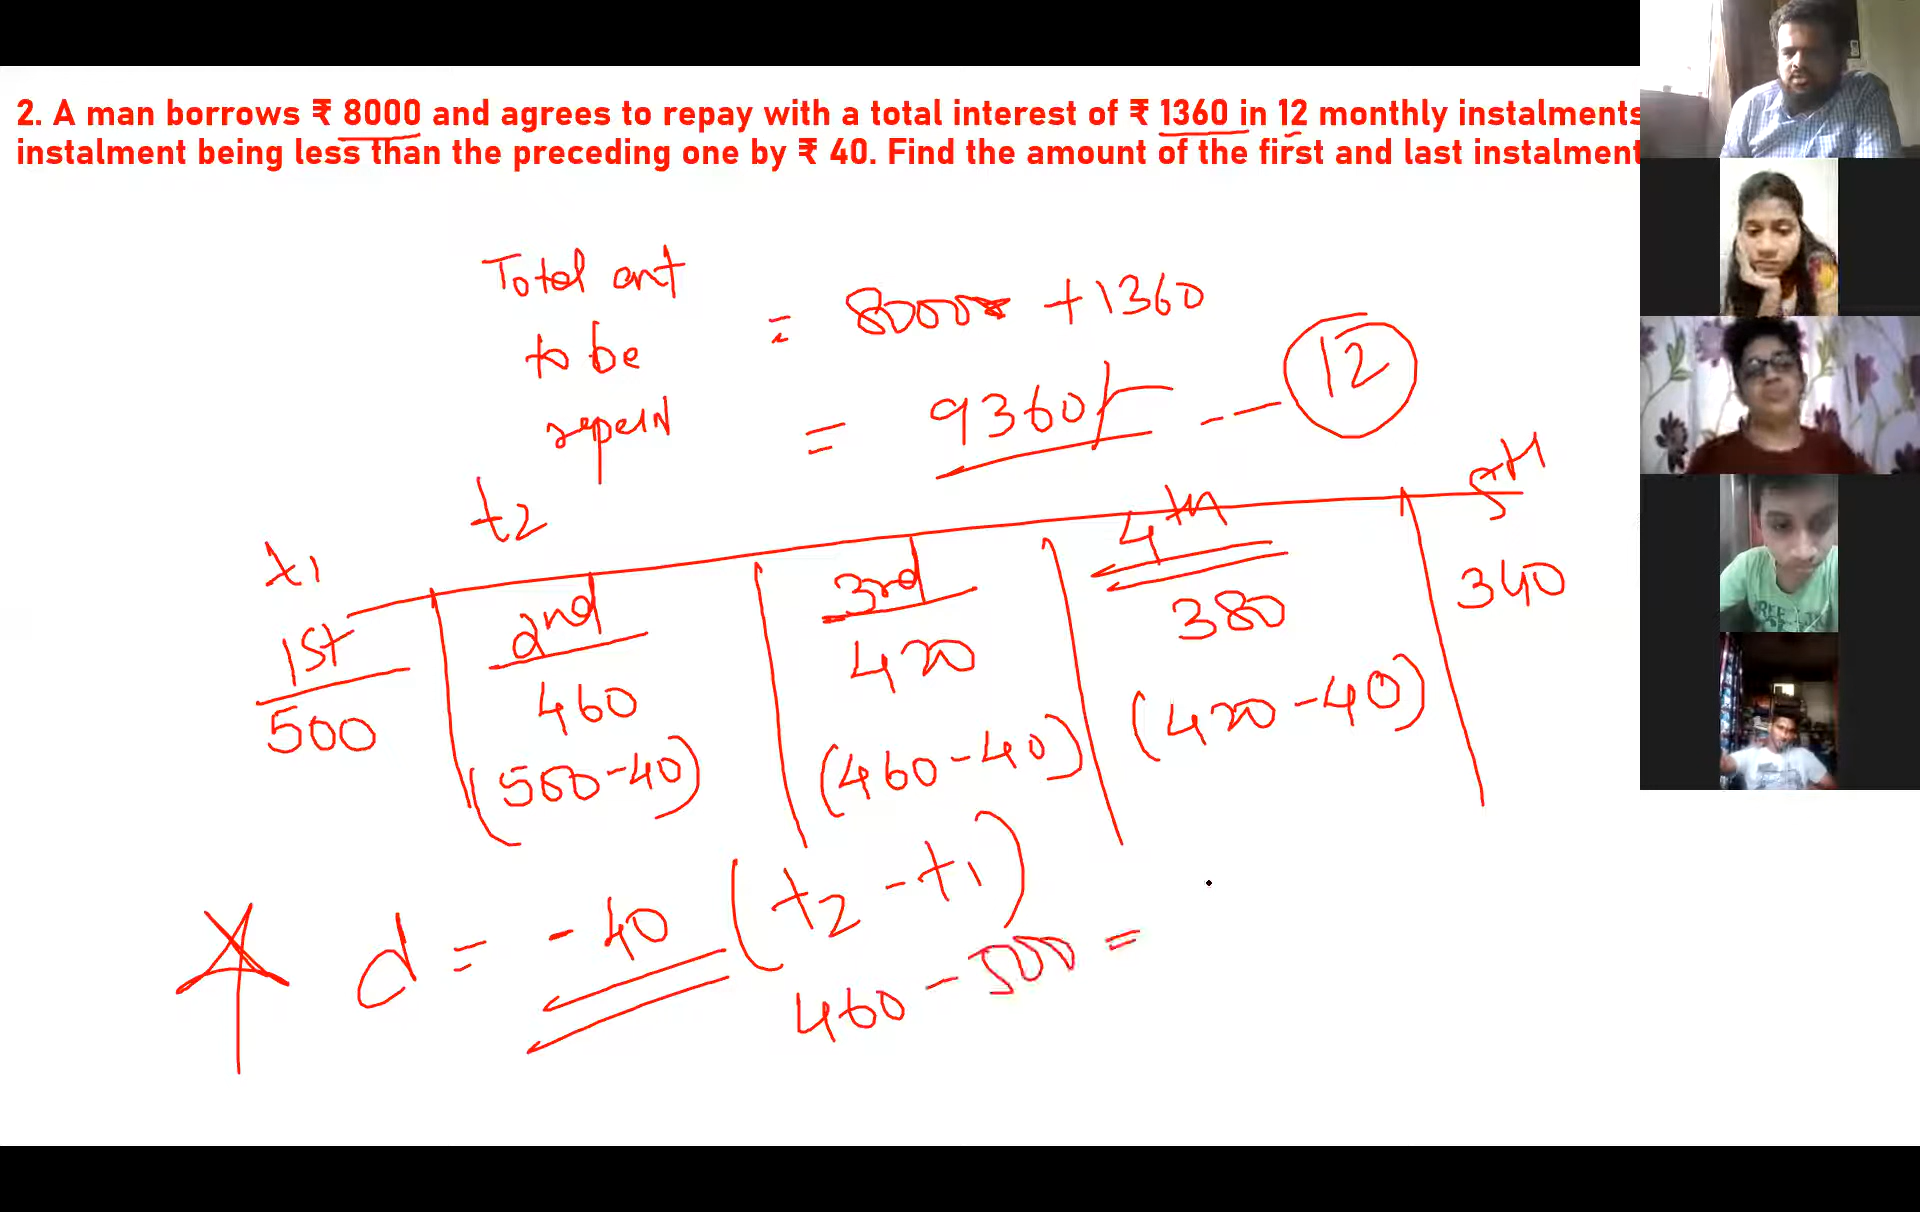 2. A man borrows ₹ 8000 and agrees to repay with a total interest of ₹ 1360 in 12 monthly instalments
instalment being less than the preceding one by ₹ 40. Find the amount of the first and last instalment
Total amt
to be
repaid
= 8000 + 1360
= 9360/- -- 12
t1 t2
1st 2nd 3rd 4th 5th
500 460 420 380 340
(500-40) (460-40) (420-40)
d = -40 (t2 - t1)
460 - 500 =